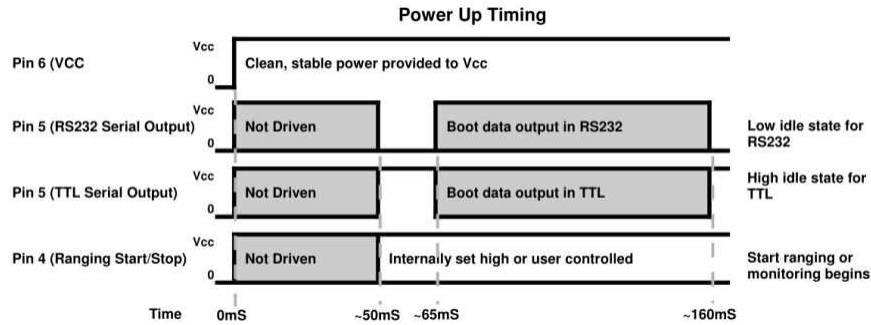 Power Up Timing
Pin 6 (VCC
Vcc
0
Clean, stable power provided to Vcc
Pin 5 (RS232 Serial Output)
Vcc
0
Not Driven
Boot data output in RS232
Low idle state for
RS232
Pin 5 (TTL Serial Output)
Vcc
0
Not Driven
Boot data output in TTL
High idle state for
TTL
Pin 4 (Ranging Start/Stop)
Vcc
0
Not Driven
Internally set high or user controlled
Start ranging or
monitoring begins
Time
0mS
~50mS
~65mS
~160mS